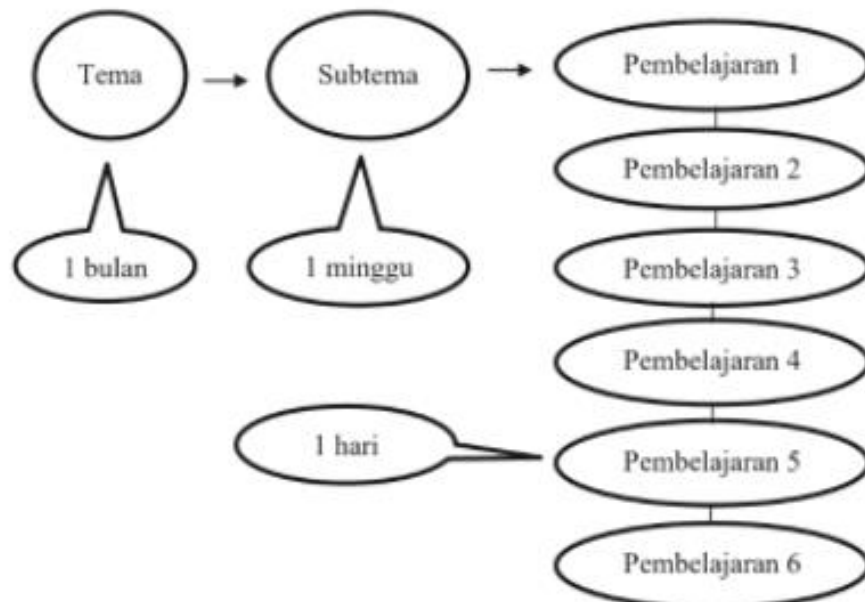 Tema
Subtema
Pembelajaran 1
Pembelajaran 2
1 bulan
1 minggu
Pembelajaran 3
Pembelajaran 4
1 hari
Pembelajaran 5
Pembelajaran 6